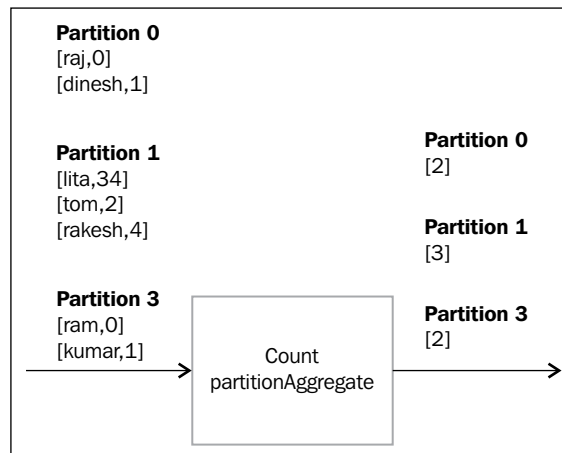 Partition 0
[raj,0]
[dinesh,1]
Partition 1
[lita,34]
[tom,2]
[rakesh,4]
Partition 3
[ram,0]
[kumar,1]
Count
partitionAggregate
Partition 0
[2]
Partition 1
[3]
Partition 3
[2]